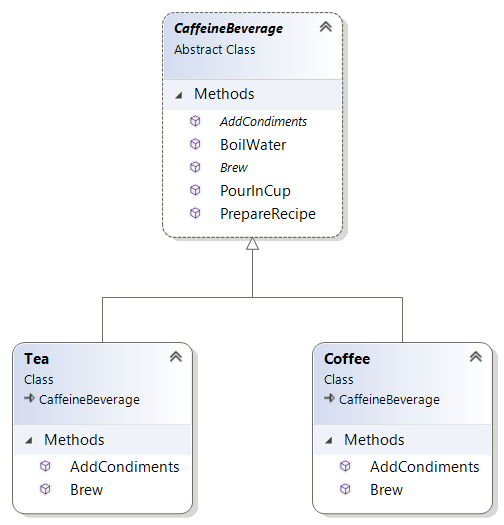 CaffeineBeverage
Abstract Class
Methods
AddCondiments
BoilWater
Brew
PourInCup
PrepareRecipe
Tea
Class
CaffeineBeverage
Methods
AddCondiments
Brew
Coffee
Class
CaffeineBeverage
Methods
AddCondiments
Brew